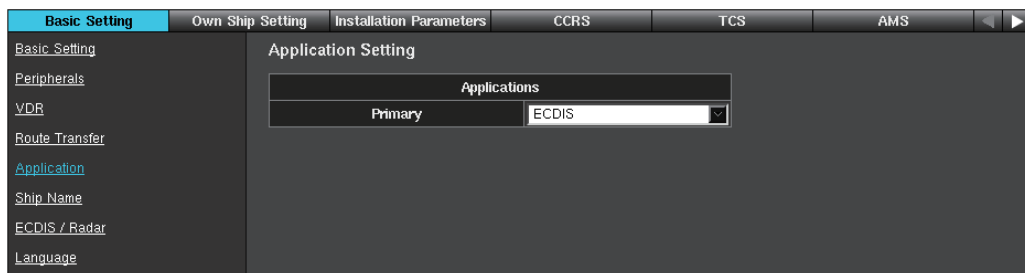 Basic Setting Own Ship Setting Installation Parameters CCRS TCS AMS
Basic Setting
Peripherals
VDR
Route Transfer
Application
Ship Name
ECDIS / Radar
Language
Application Setting
Applications
Primary ECDIS